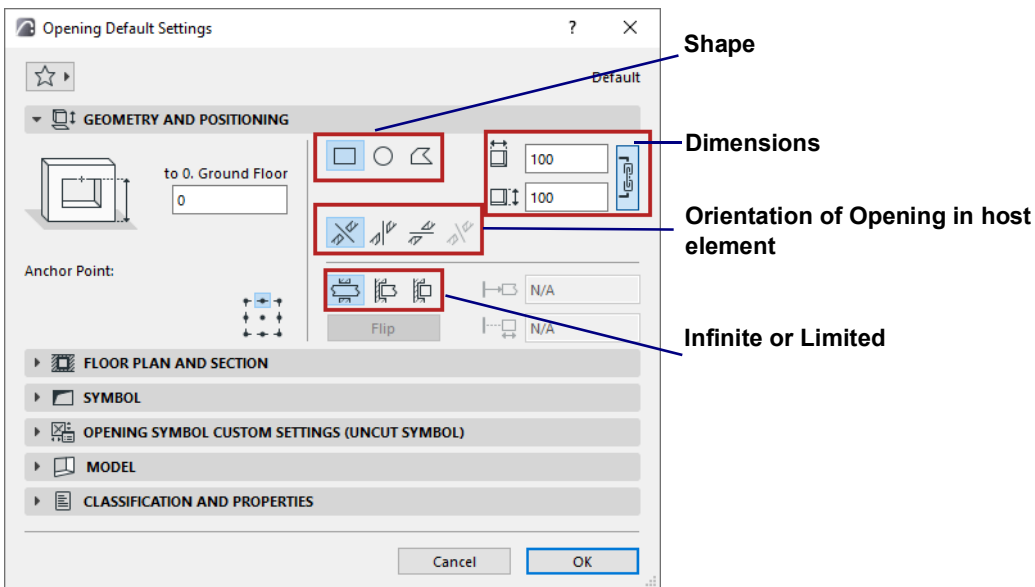 Opening Default Settings
?
Shape
Default
GEOMETRY AND POSITIONING
to 0. Ground Floor
0
100
100
Dimensions
Orientation of Opening in host
element
Anchor Point:
N/A
Flip
N/A
Infinite or Limited
FLOOR PLAN AND SECTION
SYMBOL
OPENING SYMBOL CUSTOM SETTINGS (UNCUT SYMBOL)
MODEL
CLASSIFICATION AND PROPERTIES
Cancel
OK